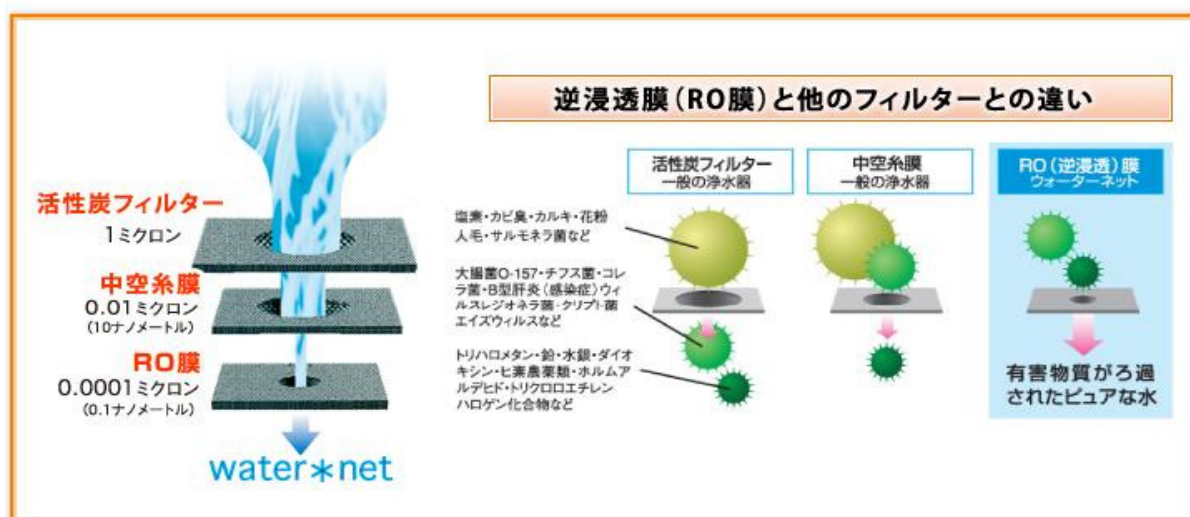 逆浸透膜(RO膜)と他のフィルターとの違い
活性炭フィルター
1ミクロン
中空糸膜
0.01ミクロン
(10ナノメートル)
RO膜
0.0001ミクロン
(0.1ナノメートル)
water*net
活性炭フィルター
一般の浄水器
中空糸膜
一般の浄水器
RO(逆浸透)膜
ウォーターネット
塩素・カビ臭・カルキ・花粉
人毛・サルモネラ菌など
大腸菌O-157・チフス菌・コレ
ラ菌・B型肝炎(感染症)ウィ
ルスレジオネラ菌・クリプト菌
エイズウィルスなど
トリハロメタン・鉛・水銀・ダイオ
キシン・ヒ素農薬類・ホルムア
ルデヒド・トリクロロエチレン
ハロゲン化合物など
有害物質がろ過
されたピュアな水